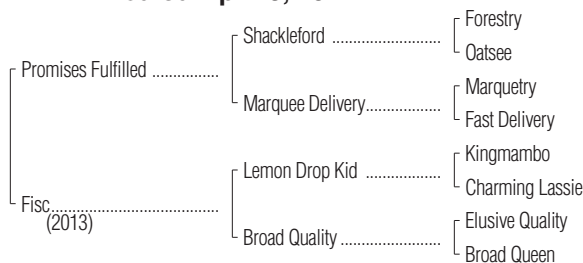 Forestry
Shackleford ....................
Oatsee
Promises Fulfilled ...............
Marquetry
Marquee Delivery...................
Fast Delivery
Kingmambo
Lemon Drop Kid ..................
Charming Lassie
Fisc..........................................
(2013)
Elusive Quality
Broad Quality .........................
Broad Queen